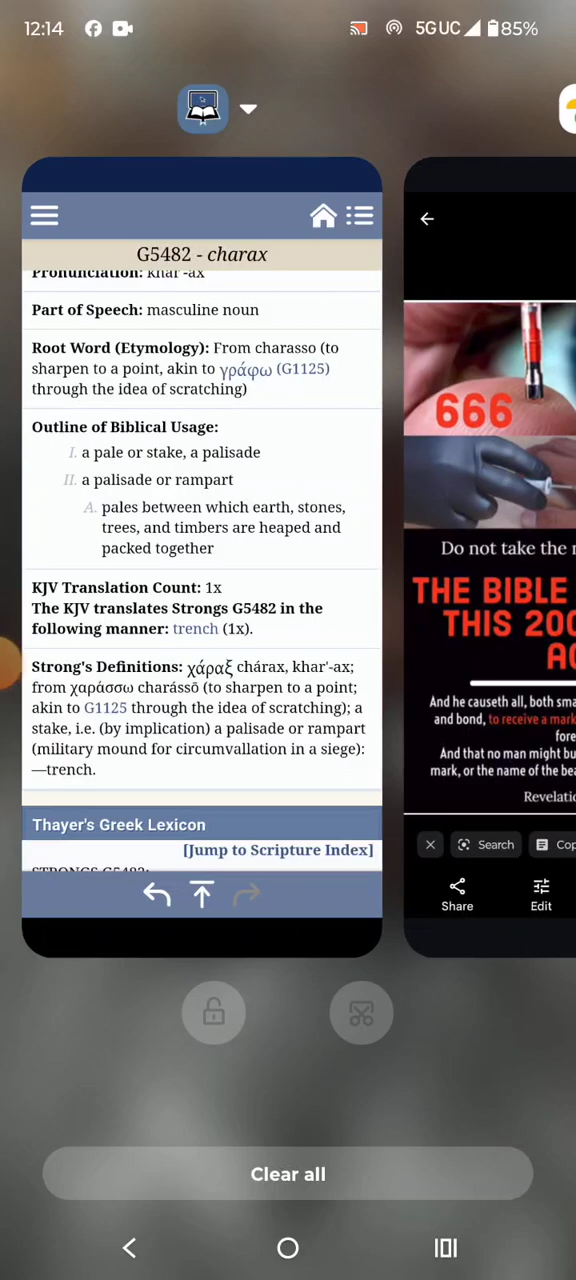 12:14
5G UC 85%
G5482 - charax
Pronunciation: khar'-ax
Part of Speech: masculine noun
Root Word (Etymology): From charasso (to
sharpen to a point, akin to γράφω (G1125)
through the idea of scratching)
Outline of Biblical Usage:
I. a pale or stake, a palisade
II. a palisade or rampart
A. pales between which earth, stones,
trees, and timbers are heaped and
packed together
KJV Translation Count: 1x
The KJV translates Strongs G5482 in the
following manner: trench (1x).
Strong's Definitions: χάραξ chárax, khar'-ax;
from χαράσσω charássō (to sharpen to a point;
akin to G1125 through the idea of scratching); a
stake, i.e. (by implication) a palisade or rampart
(military mound for circumvallation in a siege):
—trench.
Thayer's Greek Lexicon
[Jump to Scripture Index]
STRONGS G5482:
666
Do not take the
THE BIBLE
THIS 200
And he causeth all, both
and bond, to receive a mark
fore
And that no man might bu
mark, or the name of the bea
Revelati
Search
Cop
Share
Edit
Clear all